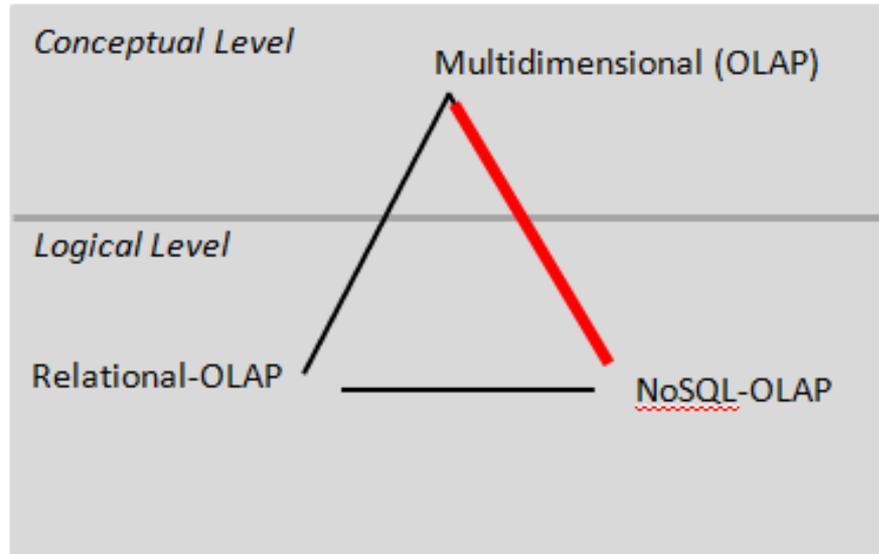 Conceptual Level
Multidimensional (OLAP)
Logical Level
Relational-OLAP
NoSQL-OLAP